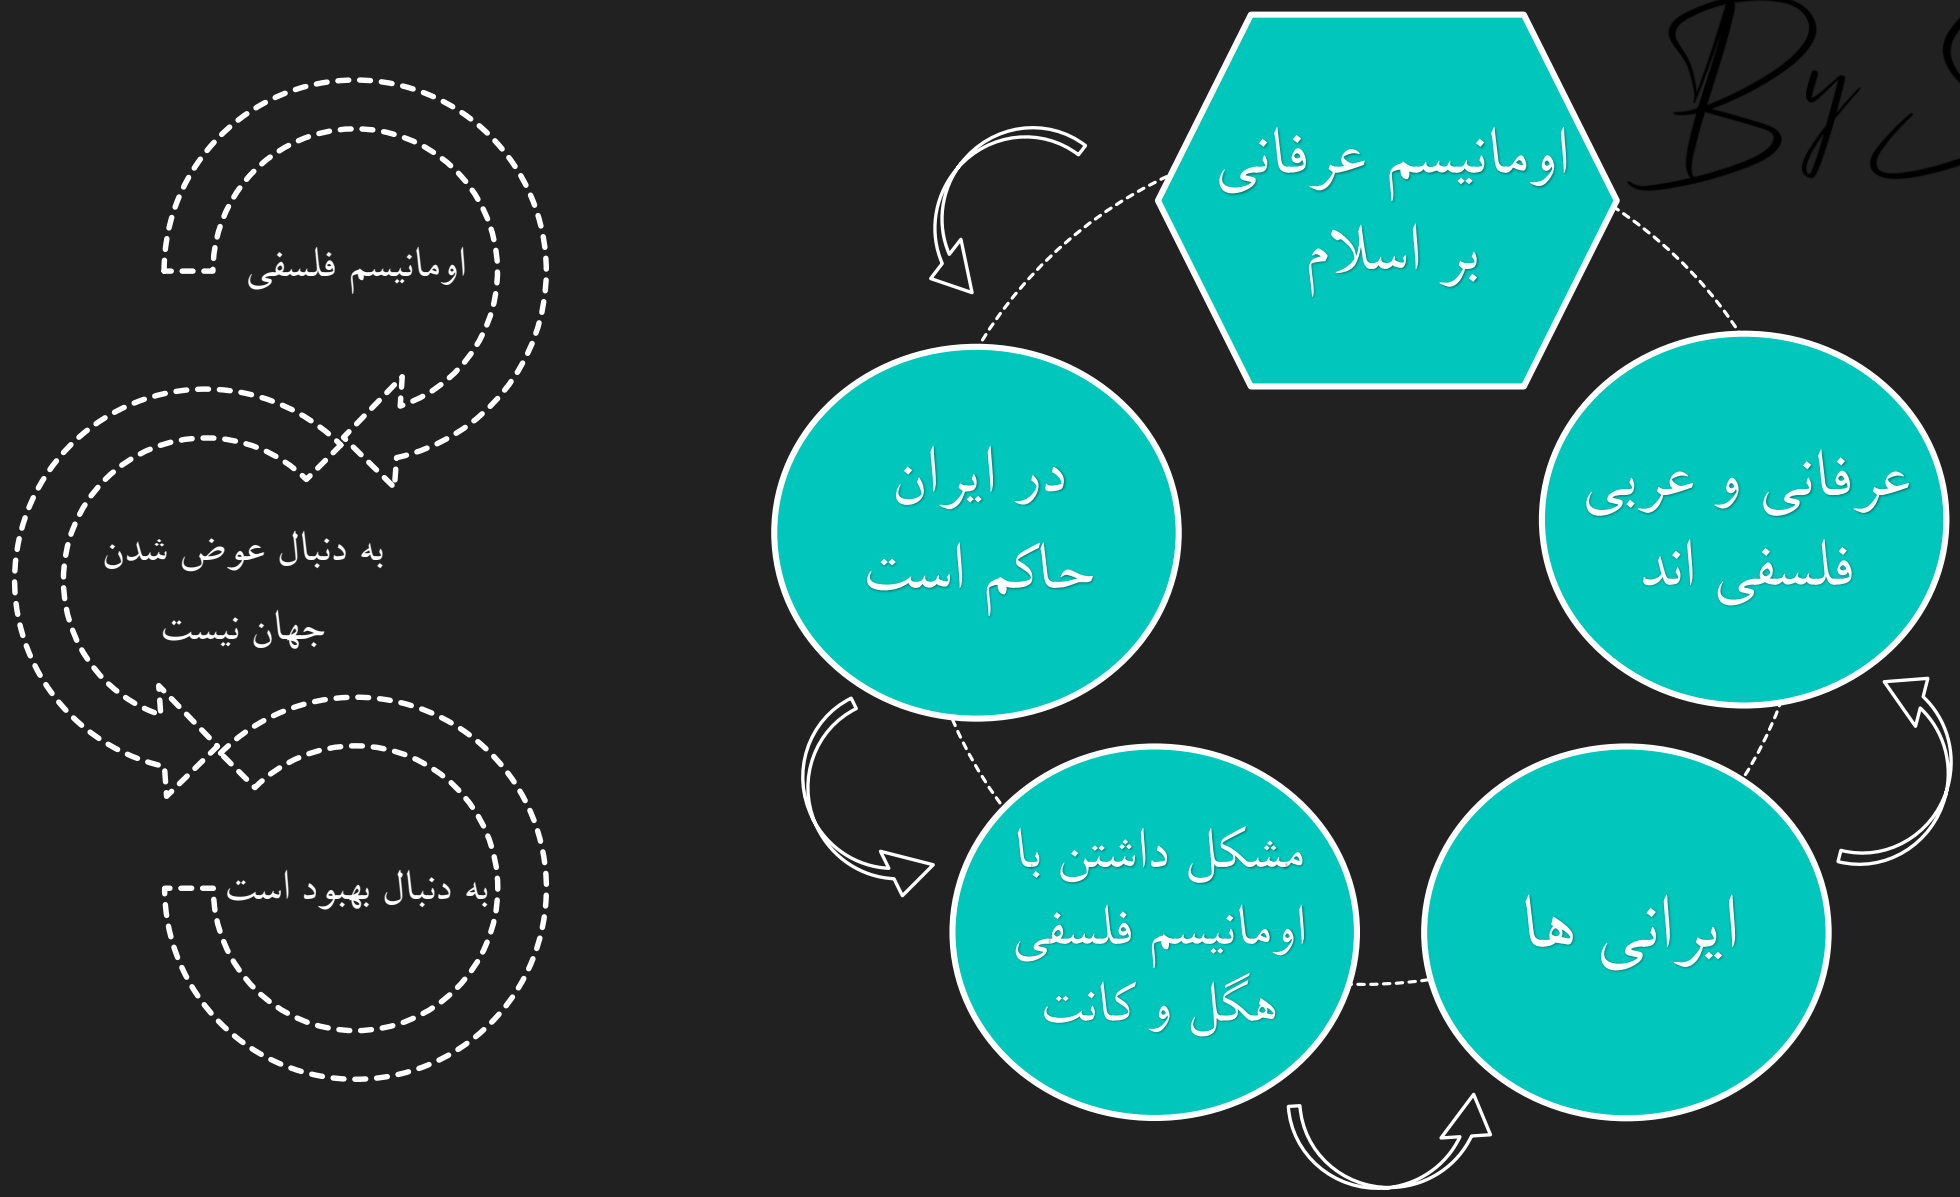 اومانیسم عرفانی
بر اسلام
در ایران
حاکم است
مشکل داشتن با
اومانیسم فلسفی
هگل و کانت
ایرانی ها
عرفانی و عربی
فلسفی اند
اومانیسم فلسفی
به دنبال عوض شدن
جهان نیست
به دنبال بهبود است
By S